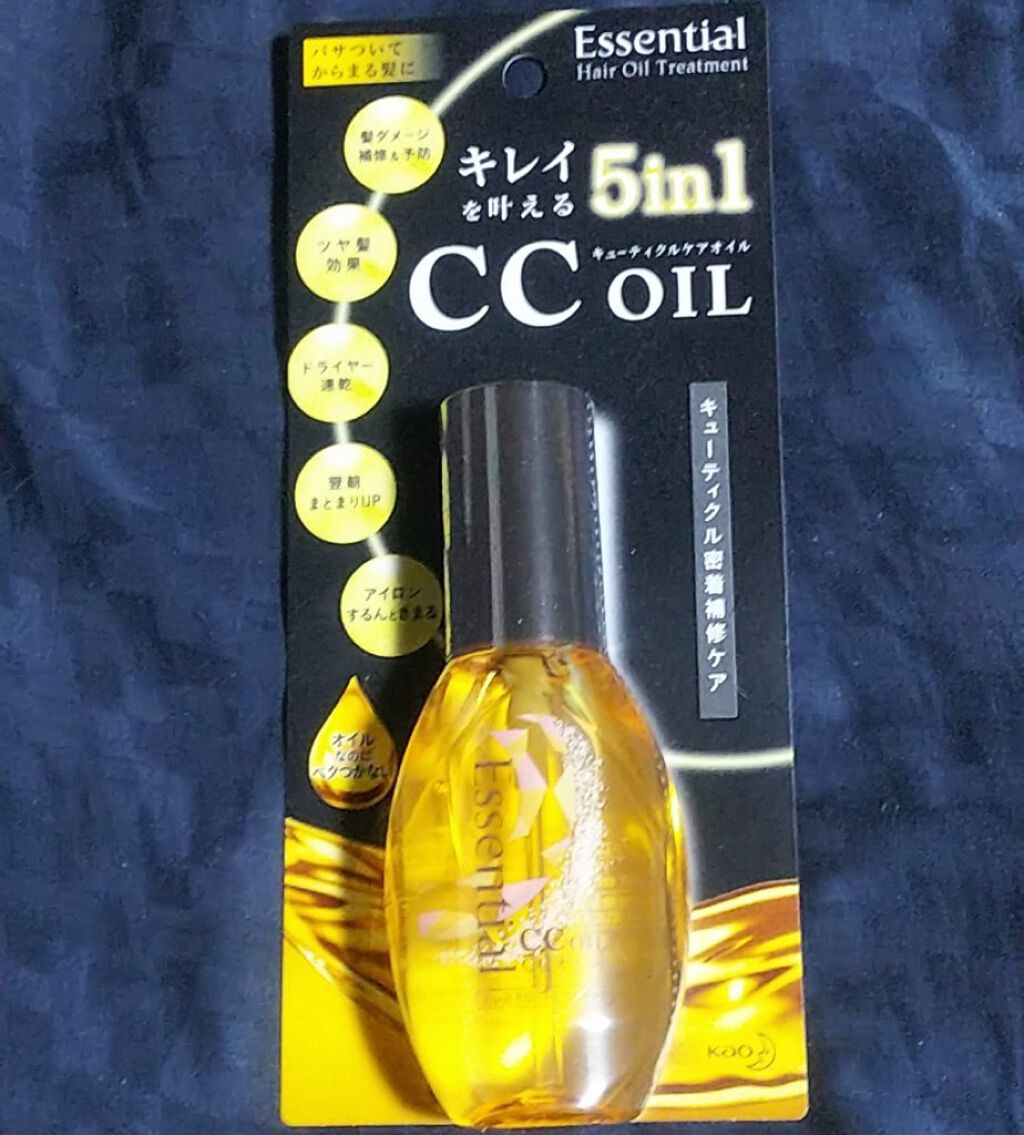 パサついて
からまる髪に
Essential
Hair Oil Treatment
髪ダメージ
補修&予防
キレイ
を叶える
5in1
ツヤ髪
効果
キューティクルケアオイル
CC OIL
ドライヤー
速乾
キューティクル密着補修ケア
翌朝
まとまりUP
アイロン
するんときまる
オイル
なのに
ベタつかない
Essential
CC OIL
Kao